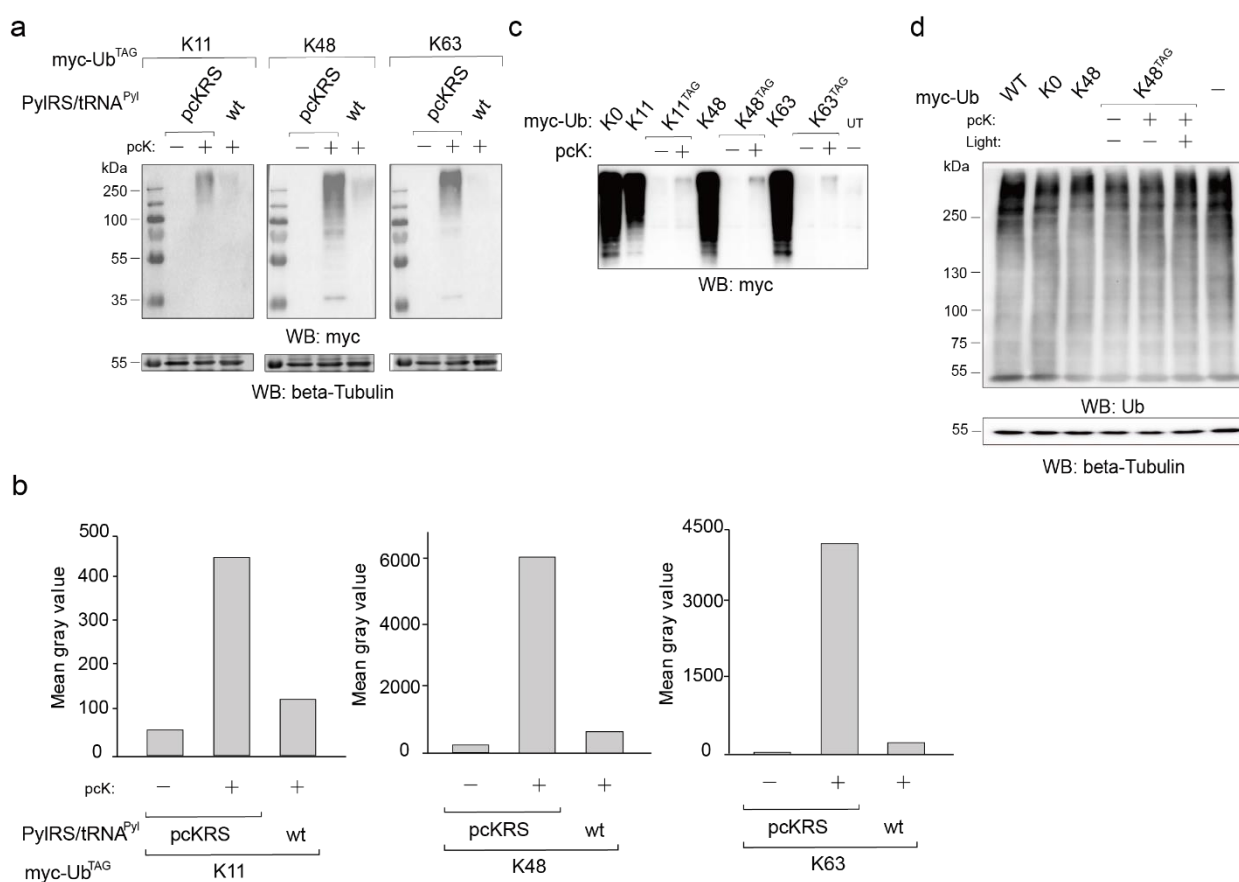 a
K11 K48 K63
myc-Ub^TAG
PylRS/tRNA^Pyl
pcKRS wt pcKRS wt pcKRS wt
pcK: − + + − + + − + +
kDa
250
100
55
35
WB: myc
55
WB: beta-Tubulin
c
myc-Ub: K0 K11 K11^TAG K48 K48^TAG K63 K63^TAG UT
pcK: − + − + − + −
WB: myc
d
K48^TAG
myc-Ub WT K0 K48 −
pcK: − + +
Light: − − +
kDa
250
130
100
75
55
WB: Ub
55
WB: beta-Tubulin
b
Mean gray value
500
400
300
200
100
0
Mean gray value
6000
4000
2000
0
Mean gray value
4500
3000
1500
0
pcK: − + + − + + − + +
PylRS/tRNA^Pyl pcKRS wt pcKRS wt pcKRS wt
myc-Ub^TAG K11 K48 K63